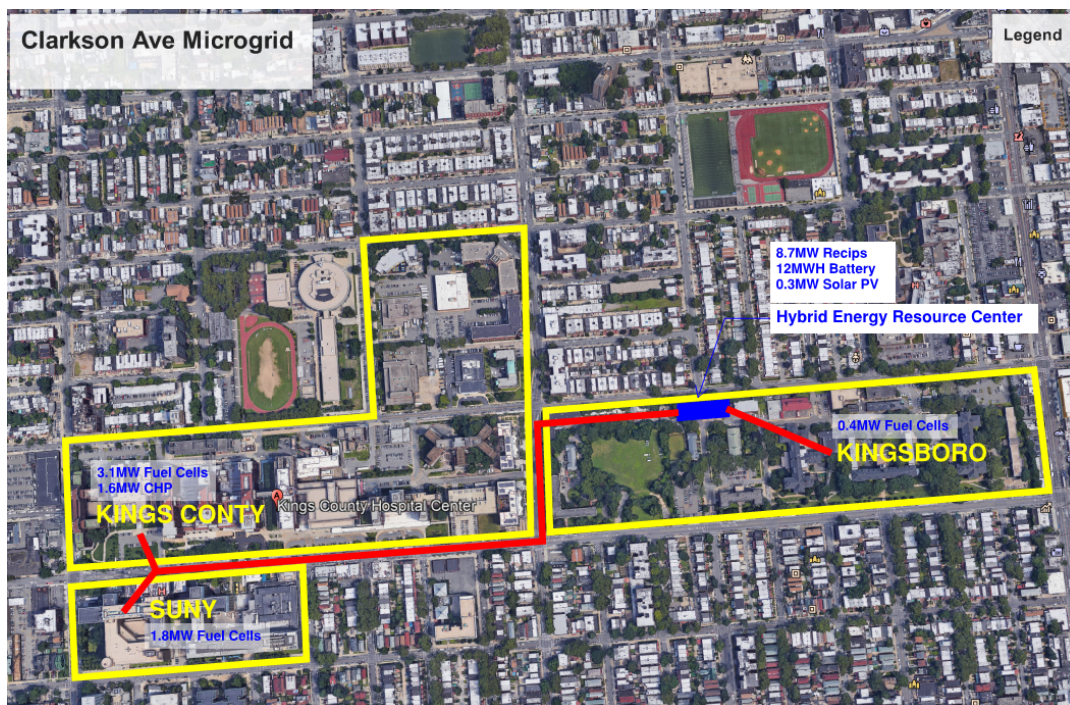 Clarkson Ave Microgrid
Legend
8.7MW Recips
12MWH Battery
0.3MW Solar PV
Hybrid Energy Resource Center
0.4MW Fuel Cells
KINGSBORO
3.1MW Fuel Cells
1.6MW CHP
KINGS CONTY
A
Kings County Hospital Center
SUNY
1.8MW Fuel Cells